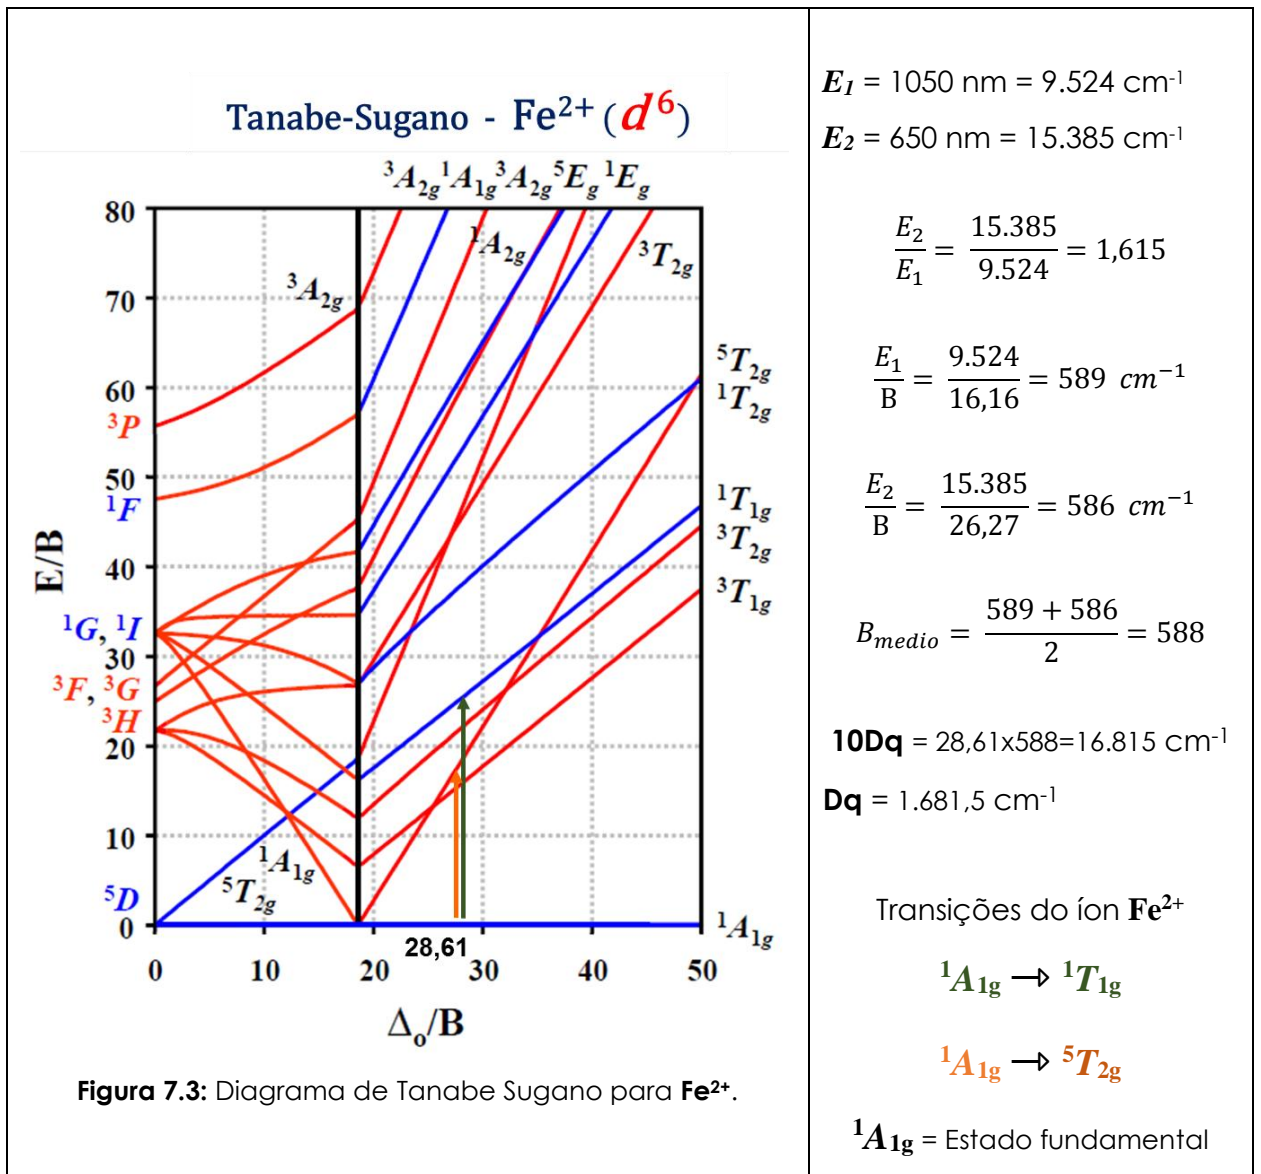 Tanabe-Sugano - Fe²⁺ (d⁶)
³A₂g ¹A₁g ³A₂g ⁵Eg ¹Eg
80
70
60
50
40
30
20
10
0
E/B
³P
¹F
¹G, ¹I
³F, ³G
³H
⁵D
³A₂g
¹A₂g
³T₂g
⁵T₂g
¹T₂g
¹T₁g
³T₂g
³T₁g
¹A₁g
⁵T₂g
¹A₁g
28,61
0 10 20 30 40 50
Δₒ/B
Figura 7.3: Diagrama de Tanabe Sugano para Fe²⁺.
E₁ = 1050 nm = 9.524 cm⁻¹
E₂ = 650 nm = 15.385 cm⁻¹
E₂/E₁ = 15.385/9.524 = 1,615
E₁/B = 9.524/16,16 = 589 cm⁻¹
E₂/B = 15.385/26,27 = 586 cm⁻¹
B_medio = (589 + 586)/2 = 588
10Dq = 28,61x588=16.815 cm⁻¹
Dq = 1.681,5 cm⁻¹
Transições do íon Fe²⁺
¹A₁g → ¹T₁g
¹A₁g → ⁵T₂g
¹A₁g = Estado fundamental